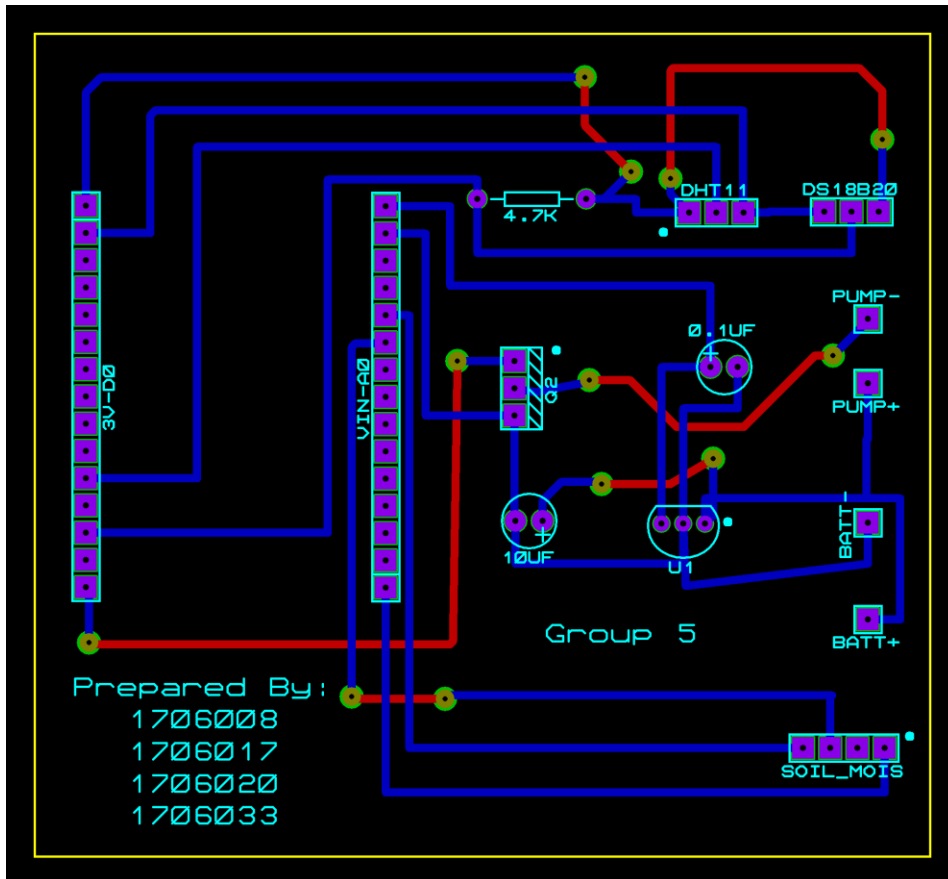 DHT11
DS18B20
4.7K
PUMP-
0.1UF
Q2
3V-D0
VIN-A0
PUMP+
BATT-
10UF
U1
Group 5
BATT+
Prepared By:
1706008
1706017
1706020
1706033
SOIL_MOIS
+
+